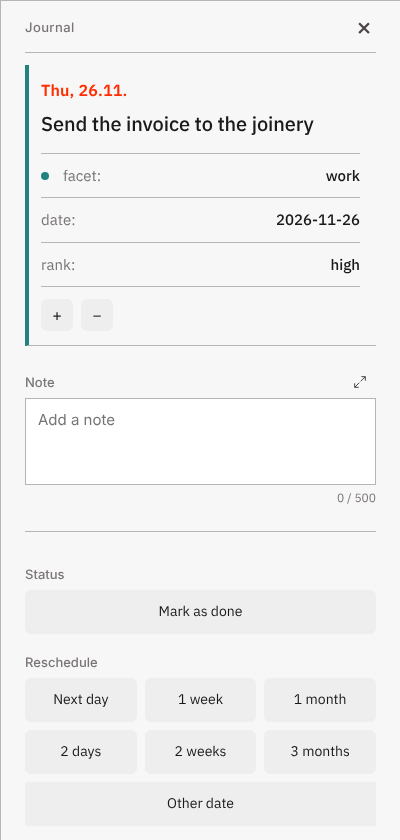 Journal
Thu, 26.11.
Send the invoice to the joinery
facet: work
date: 2026-11-26
rank: high
+ −
Note
Add a note
0 / 500
Status
Mark as done
Reschedule
Next day 1 week 1 month
2 days 2 weeks 3 months
Other date